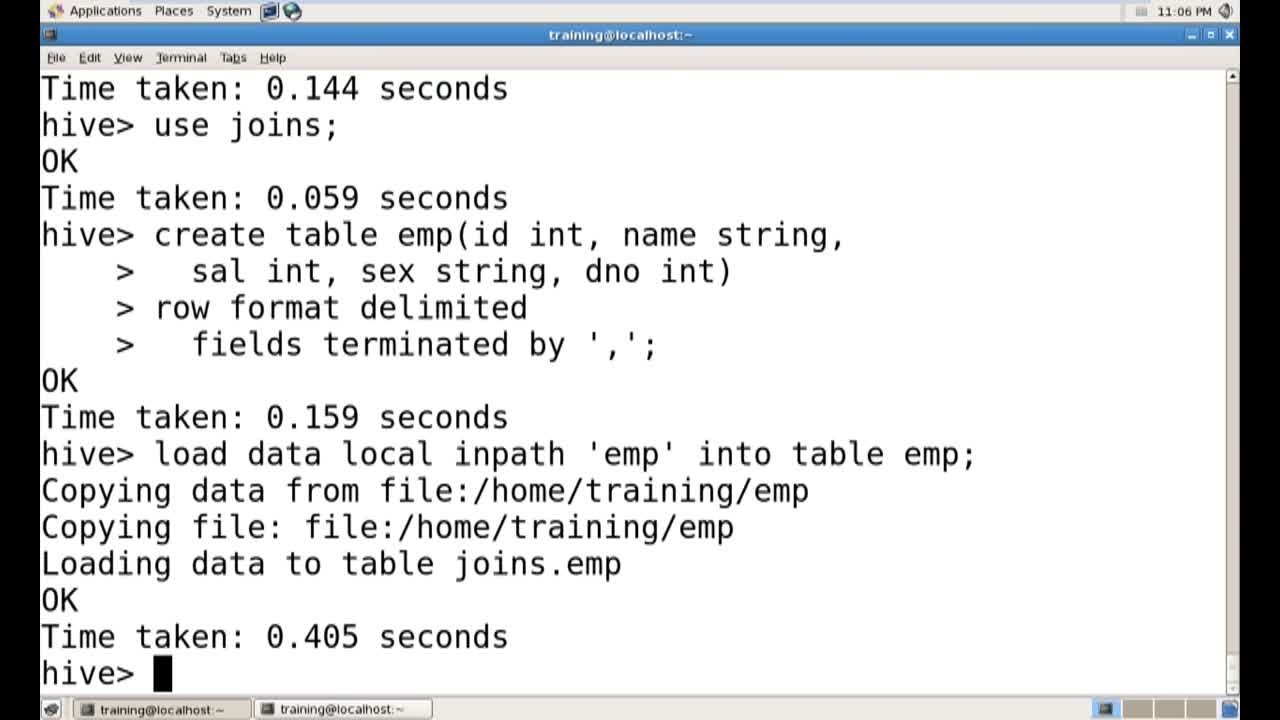 Applications Places System 11:06 PM
training@localhost:~
File Edit View Terminal Tabs Help
Time taken: 0.144 seconds
hive> use joins;
OK
Time taken: 0.059 seconds
hive> create table emp(id int, name string,
    >   sal int, sex string, dno int)
    > row format delimited
    >   fields terminated by ',';
OK
Time taken: 0.159 seconds
hive> load data local inpath 'emp' into table emp;
Copying data from file:/home/training/emp
Copying file: file:/home/training/emp
Loading data to table joins.emp
OK
Time taken: 0.405 seconds
hive>
training@localhost:~ training@localhost:~